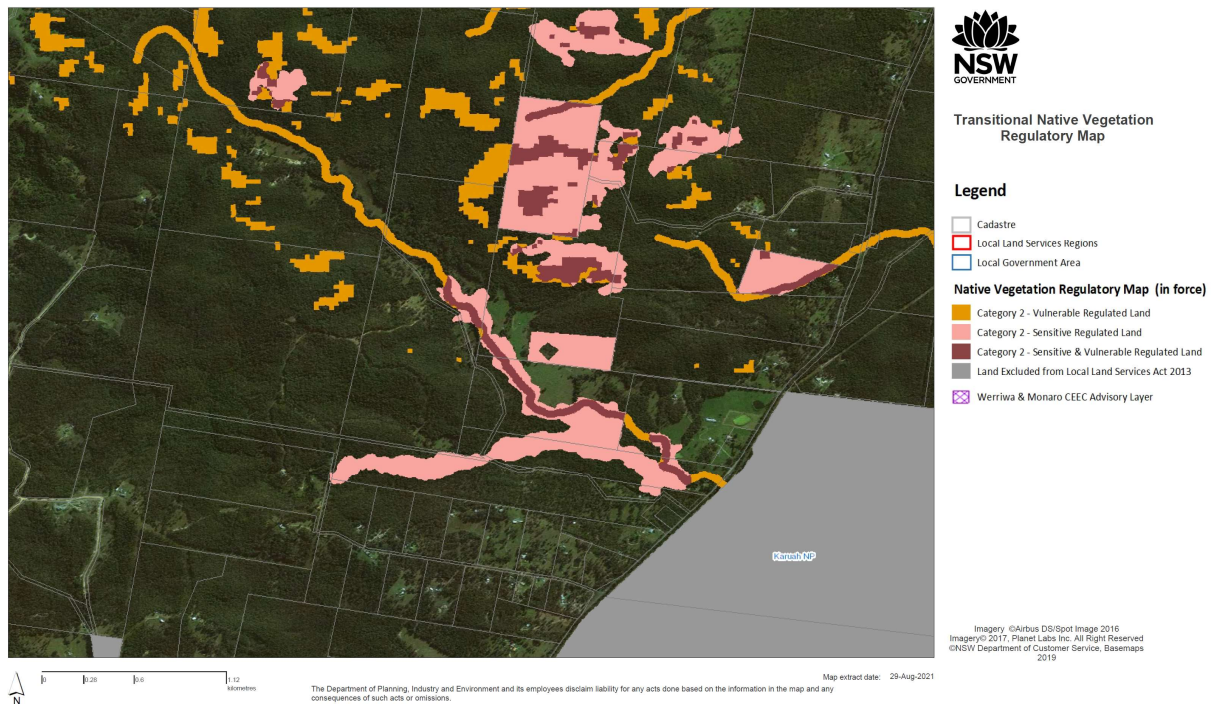 NSW
GOVERNMENT
Transitional Native Vegetation
Regulatory Map
Legend
Cadastre
Local Land Services Regions
Local Government Area
Native Vegetation Regulatory Map (in force)
Category 2 - Vulnerable Regulated Land
Category 2 - Sensitive Regulated Land
Category 2 - Sensitive & Vulnerable Regulated Land
Land Excluded from Local Land Services Act 2013
Werriwa & Monaro CEEC Advisory Layer
Karuah NP
Imagery ©Airbus DS/Spot Image 2016
Imagery© 2017, Planet Labs Inc. All Right Reserved
©NSW Department of Customer Service, Basemaps
2019
N
0 0.28 0.6 1.12
kilometres
Map extract date: 29-Aug-2021
The Department of Planning, Industry and Environment and its employees disclaim liability for any acts done based on the information in the map and any
consequences of such acts or omissions.